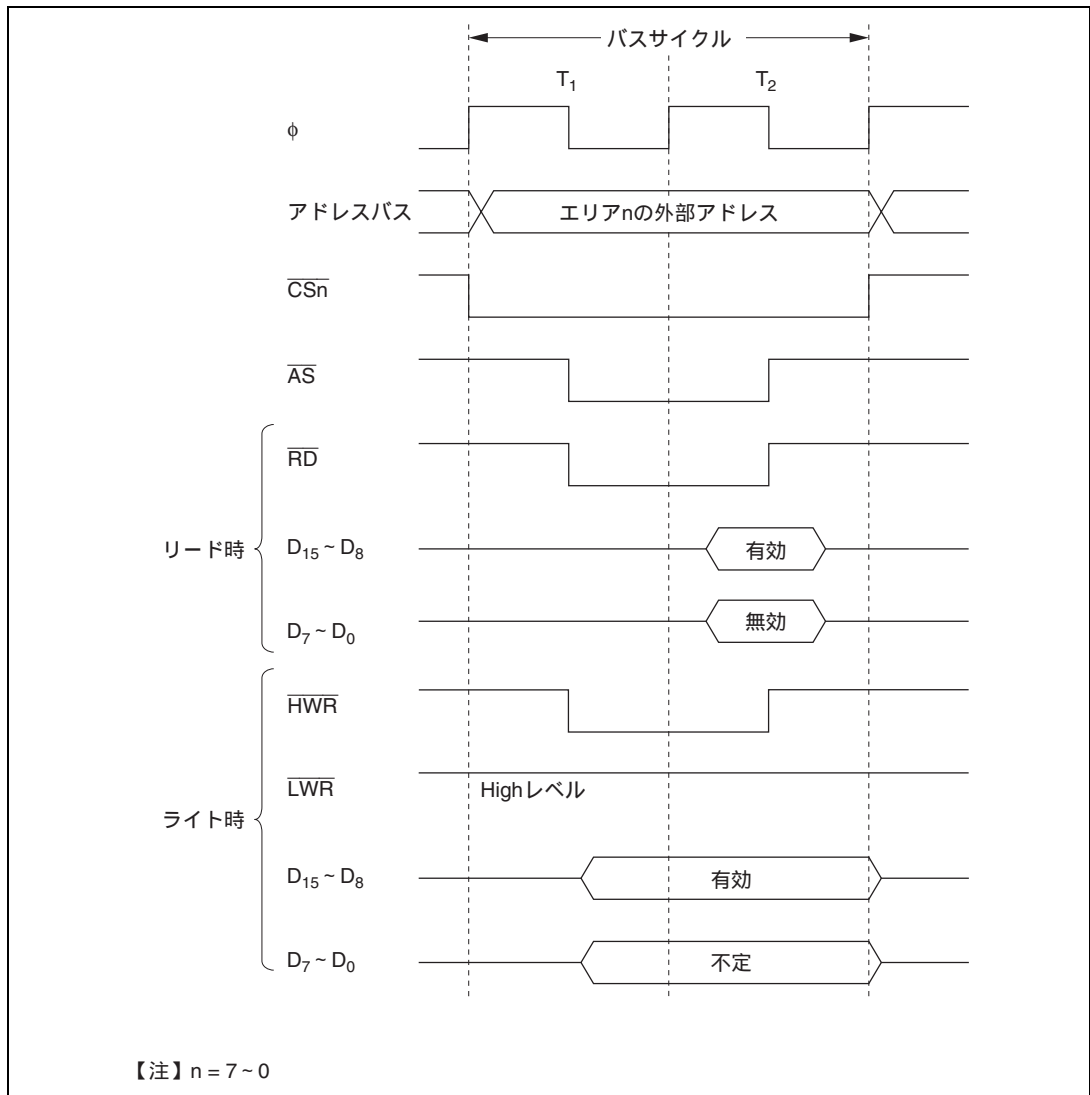 バスサイクル
T1 T2
φ
アドレスバス エリアnの外部アドレス
CSn
AS
RD
リード時 D15~D8 有効
D7~D0 無効
HWR
LWR Highレベル
ライト時
D15~D8 有効
D7~D0 不定
【注】n = 7~0